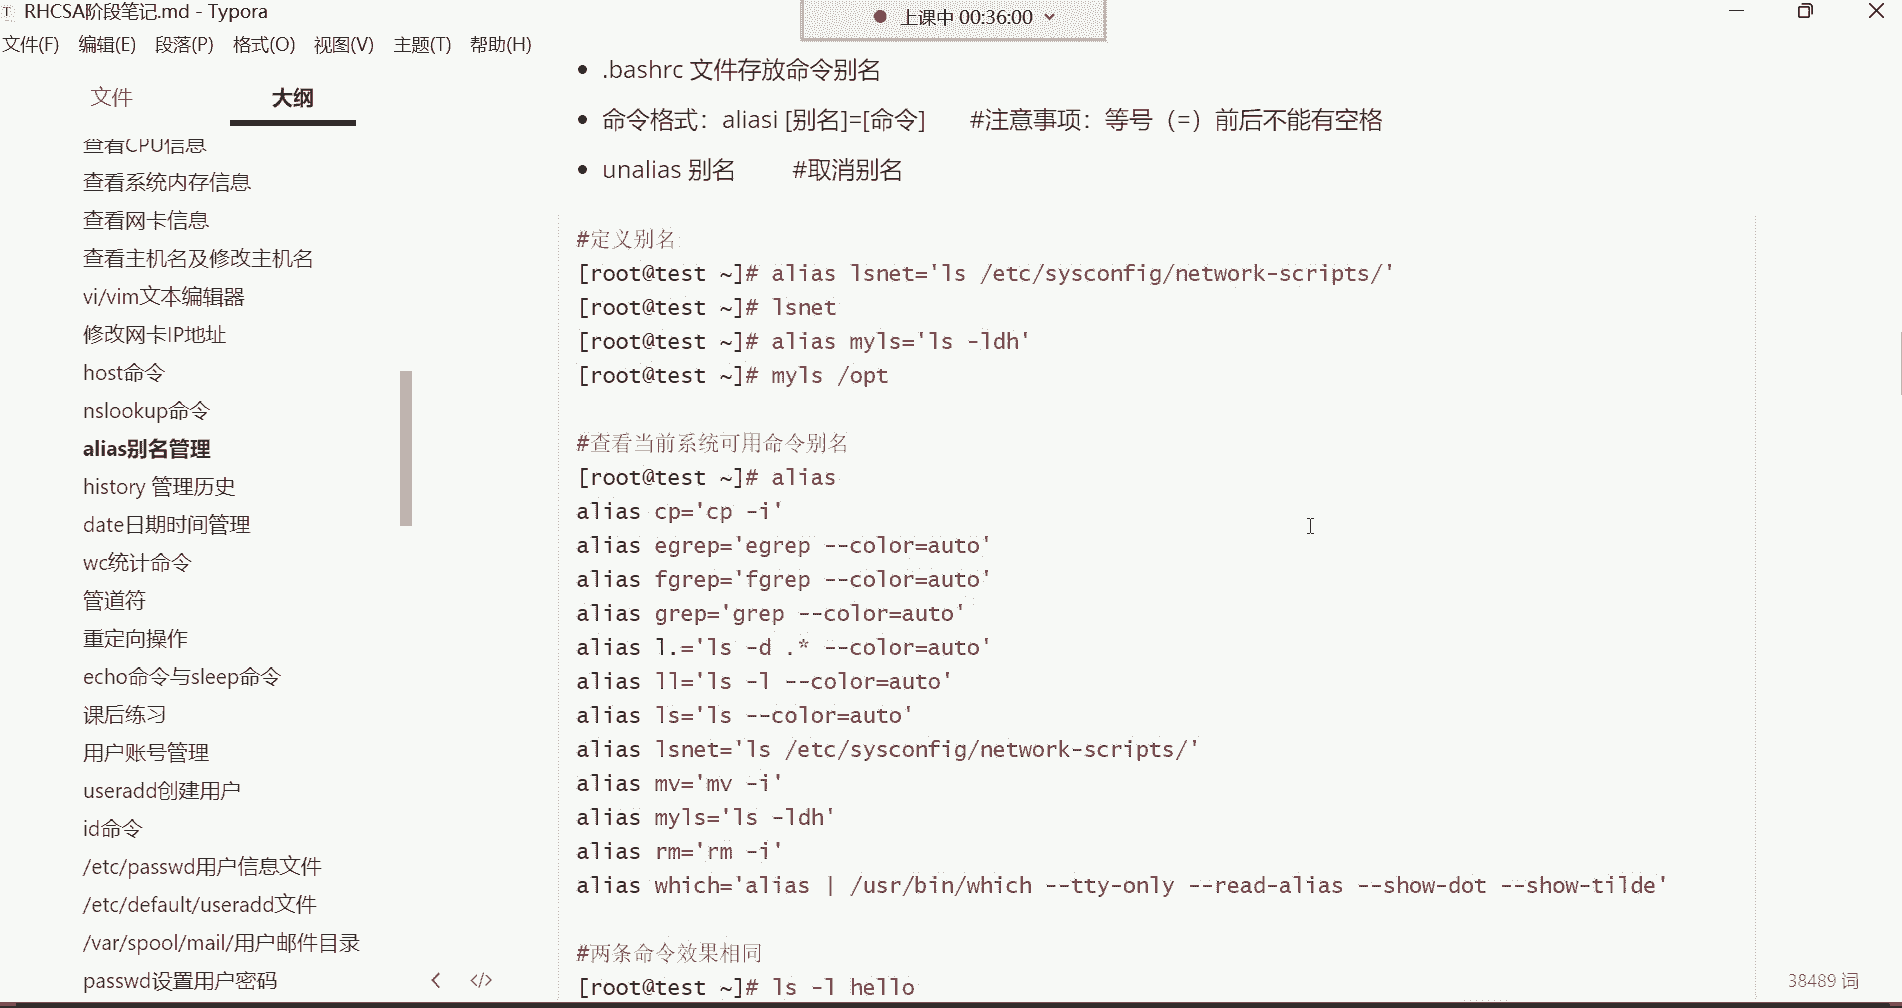 RHCSA阶段笔记.md - Typora
上课中 00:36:00
文件(F) 编辑(E) 段落(P) 格式(O) 视图(V) 主题(T) 帮助(H)
文件 大纲
查看CPU信息
查看系统内存信息
查看网卡信息
查看主机名及修改主机名
vi/vim文本编辑器
修改网卡IP地址
host命令
nslookup命令
alias别名管理
history 管理历史
date日期时间管理
wc统计命令
管道符
重定向操作
echo命令与sleep命令
课后练习
用户账号管理
useradd创建用户
id命令
/etc/passwd用户信息文件
/etc/default/useradd文件
/var/spool/mail/用户邮件目录
passwd设置用户密码
.bashrc 文件存放命令别名
命令格式：aliasi [别名]=[命令] #注意事项：等号（=）前后不能有空格
unalias 别名 #取消别名
#定义别名
[root@test ~]# alias lsnet='ls /etc/sysconfig/network-scripts/'
[root@test ~]# lsnet
[root@test ~]# alias myls='ls -ldh'
[root@test ~]# myls /opt
#查看当前系统可用命令别名
[root@test ~]# alias
alias cp='cp -i'
alias egrep='egrep --color=auto'
alias fgrep='fgrep --color=auto'
alias grep='grep --color=auto'
alias l.='ls -d .* --color=auto'
alias ll='ls -l --color=auto'
alias ls='ls --color=auto'
alias lsnet='ls /etc/sysconfig/network-scripts/'
alias mv='mv -i'
alias myls='ls -ldh'
alias rm='rm -i'
alias which='alias | /usr/bin/which --tty-only --read-alias --show-dot --show-tilde'
#两条命令效果相同
[root@test ~]# ls -l hello
38489 词